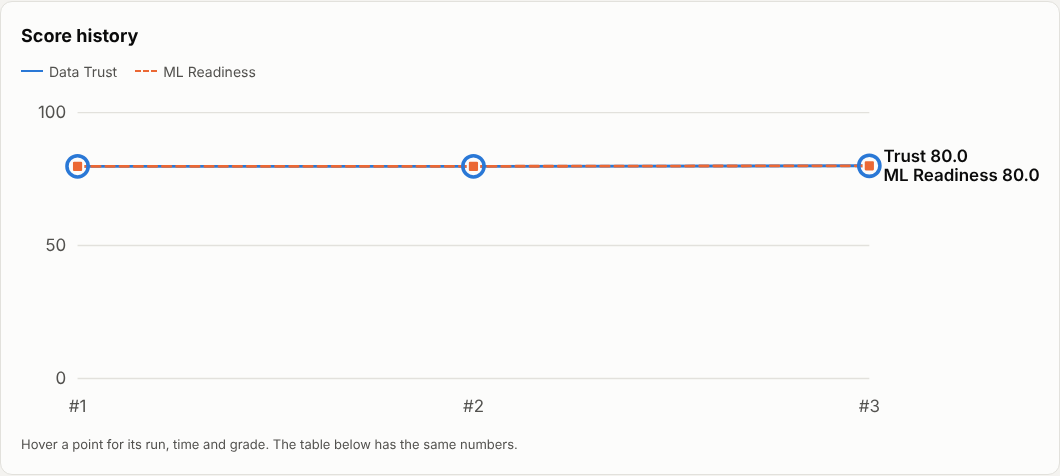 Score history
Data Trust ML Readiness
100
Trust 80.0
ML Readiness 80.0
50
0
#1 #2 #3
Hover a point for its run, time and grade. The table below has the same numbers.